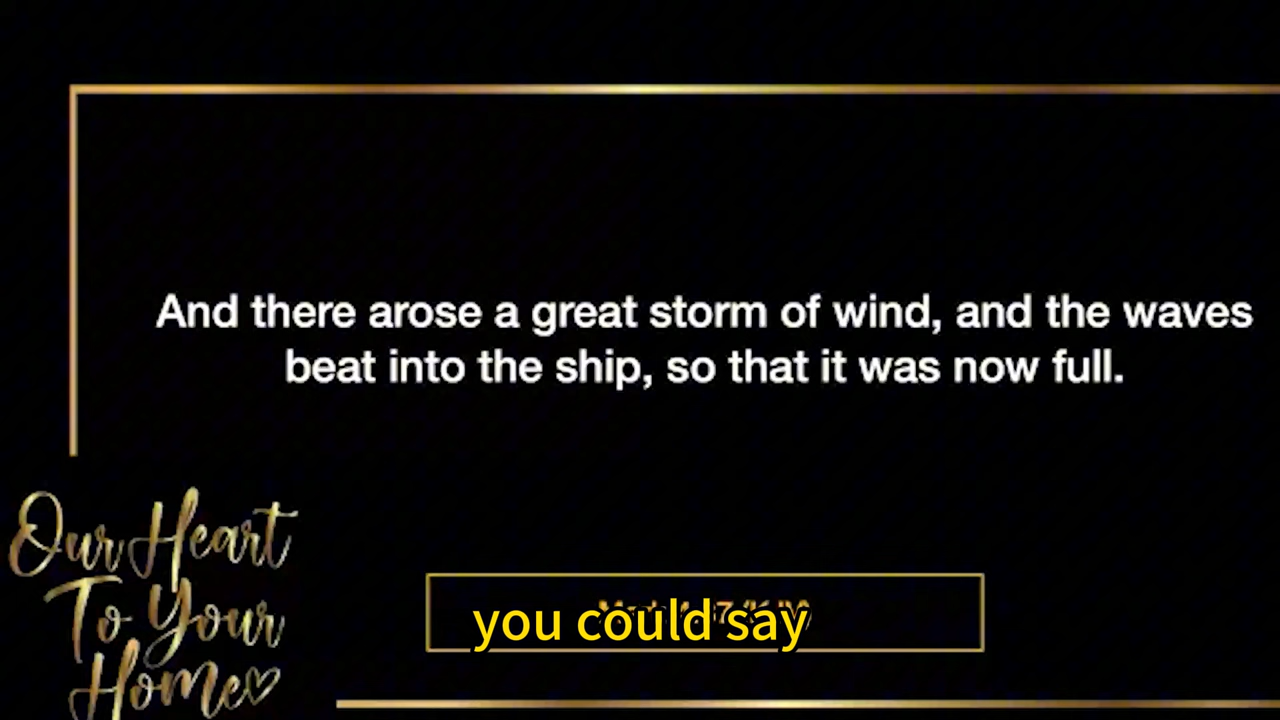 And there arose a great storm of wind, and the waves
beat into the ship, so that it was now full.
Our Heart
To Your
Home
you could say